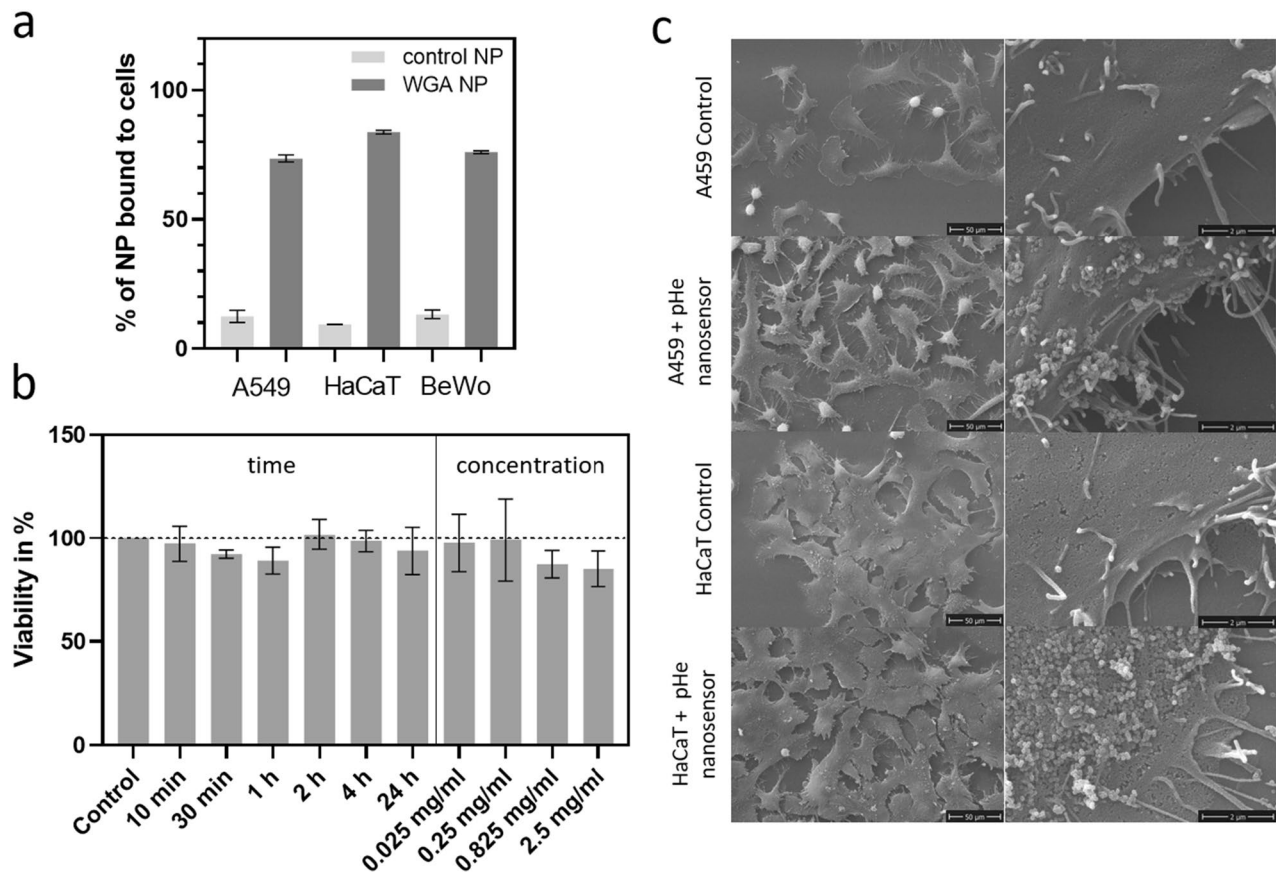 a
control NP
WGA NP
% of NP bound to cells
100
50
0
A549
HaCaT
BeWo
b
Viability in %
150
100
50
0
time
concentration
Control
10 min
30 min
1 h
2 h
4 h
24 h
0.025 mg/ml
0.25 mg/ml
0.825 mg/ml
2.5 mg/ml
c
A459 Control
50 µm
2 µm
A459 + pHe
nanosensor
50 µm
2 µm
HaCaT Control
50 µm
2 µm
HaCaT + pHe
nanosensor
50 µm
2 µm